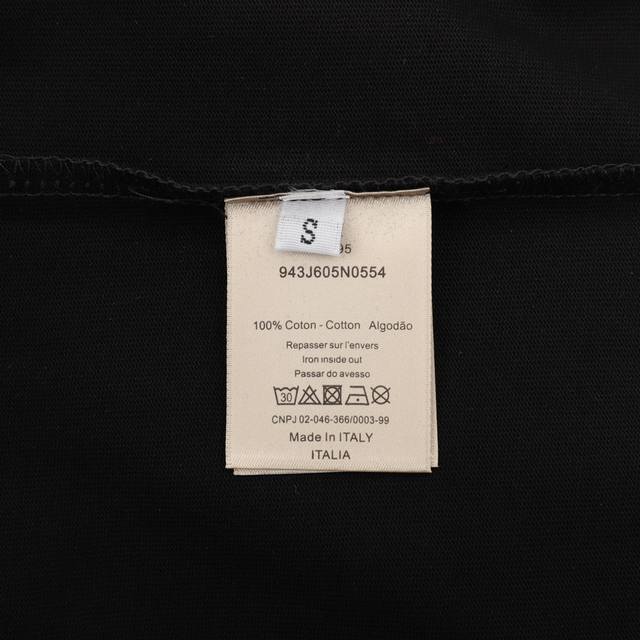 S
95
943J605N0554
100% Coton - Cotton Algodão
Repasser sur l'envers
Iron inside out
Passar do avesso
30
CNPJ 02-046-366/0003-99
Made In ITALY
ITALIA